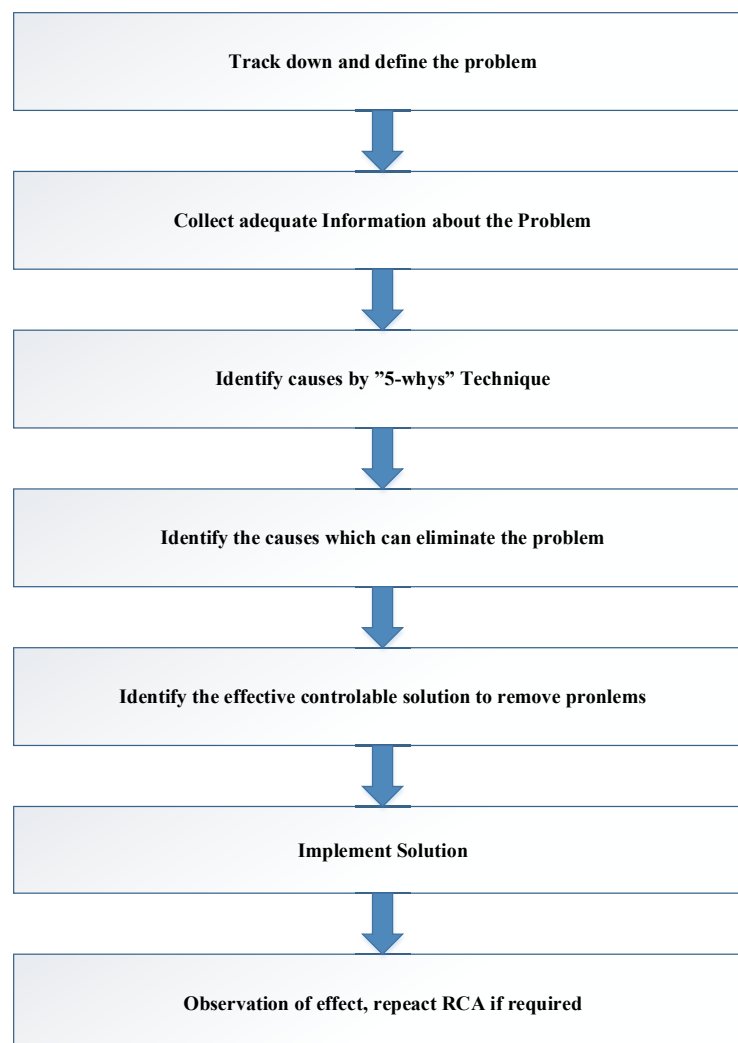 Track down and define the problem
Collect adequate Information about the Problem
Identify causes by ”5-whys” Technique
Identify the causes which can eliminate the problem
Identify the effective controlable solution to remove pronlems
Implement Solution
Observation of effect, repeact RCA if required